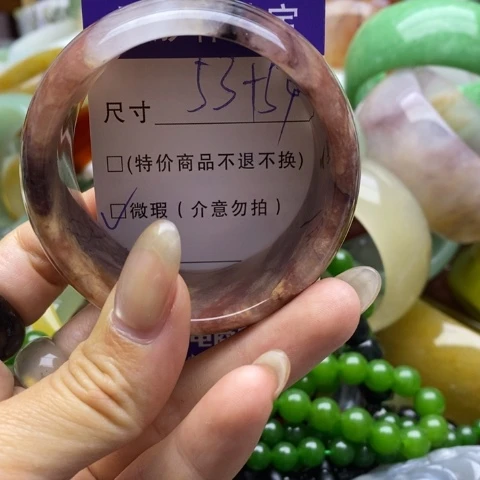 尺寸 53+54
□(特价商品不退不换)
☑微瑕(介意勿拍)